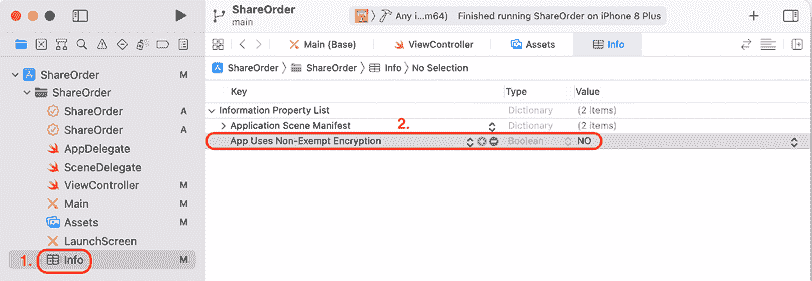 ShareOrder
main
Any i...m64)
Finished running ShareOrder on iPhone 8 Plus
Main (Base)
ViewController
Assets
Info
ShareOrder M
ShareOrder
ShareOrder A
ShareOrder A
AppDelegate
SceneDelegate
ViewController M
Main M
Assets M
LaunchScreen
1. Info M
ShareOrder > ShareOrder > Info > No Selection
Key Type Value
Information Property List Dictionary (2 items)
Application Scene Manifest 2. Dictionary (2 items)
App Uses Non-Exempt Encryption Boolean NO